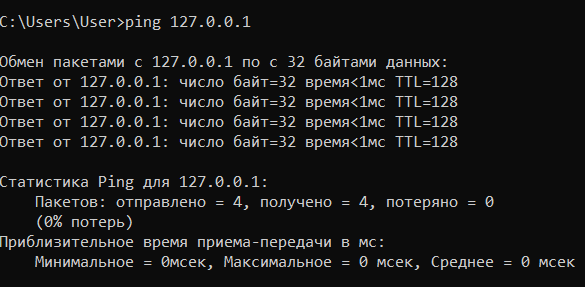 C:\Users\User>ping 127.0.0.1
Обмен пакетами с 127.0.0.1 по с 32 байтами данных:
Ответ от 127.0.0.1: число байт=32 время<1мс TTL=128
Ответ от 127.0.0.1: число байт=32 время<1мс TTL=128
Ответ от 127.0.0.1: число байт=32 время<1мс TTL=128
Ответ от 127.0.0.1: число байт=32 время<1мс TTL=128
Статистика Ping для 127.0.0.1:
Пакетов: отправлено = 4, получено = 4, потеряно = 0
(0% потерь)
Приблизительное время приема-передачи в мс:
Минимальное = 0мсек, Максимальное = 0 мсек, Среднее = 0 мсек